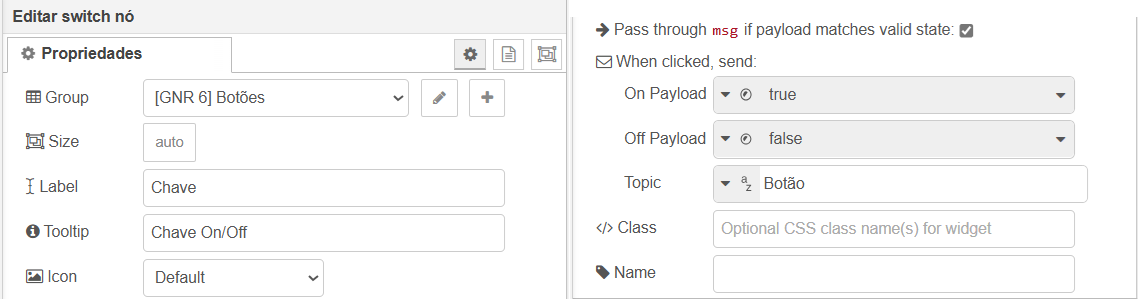 Editar switch nó
Propriedades
Group [GNR 6] Botões
Size auto
Label Chave
Tooltip Chave On/Off
Icon Default
Pass through msg if payload matches valid state:
When clicked, send:
On Payload true
Off Payload false
Topic az Botão
</> Class Optional CSS class name(s) for widget
Name